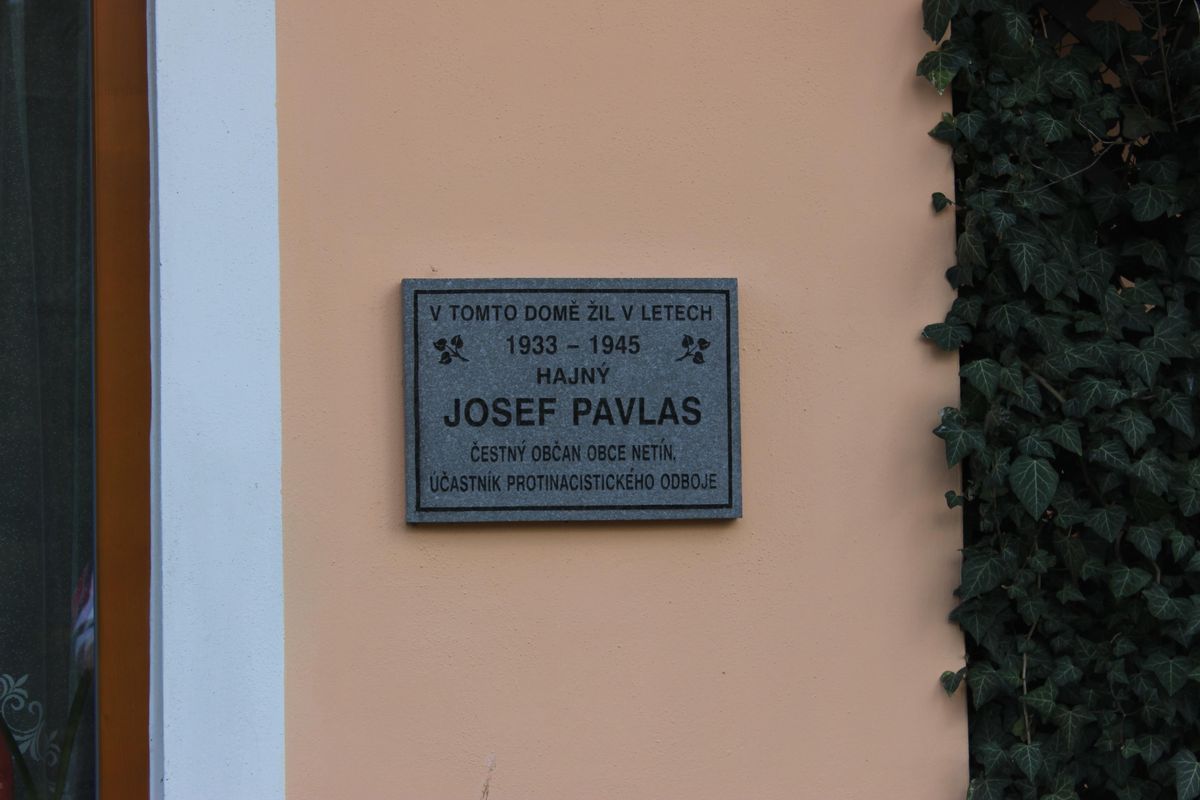 V TOMTO DOMĚ ŽIL V LETECH
1933 – 1945
HAJNÝ
JOSEF PAVLAS
ČESTNÝ OBČAN OBCE NETÍN,
ÚČASTNÍK PROTINACISTICKÉHO ODBOJE